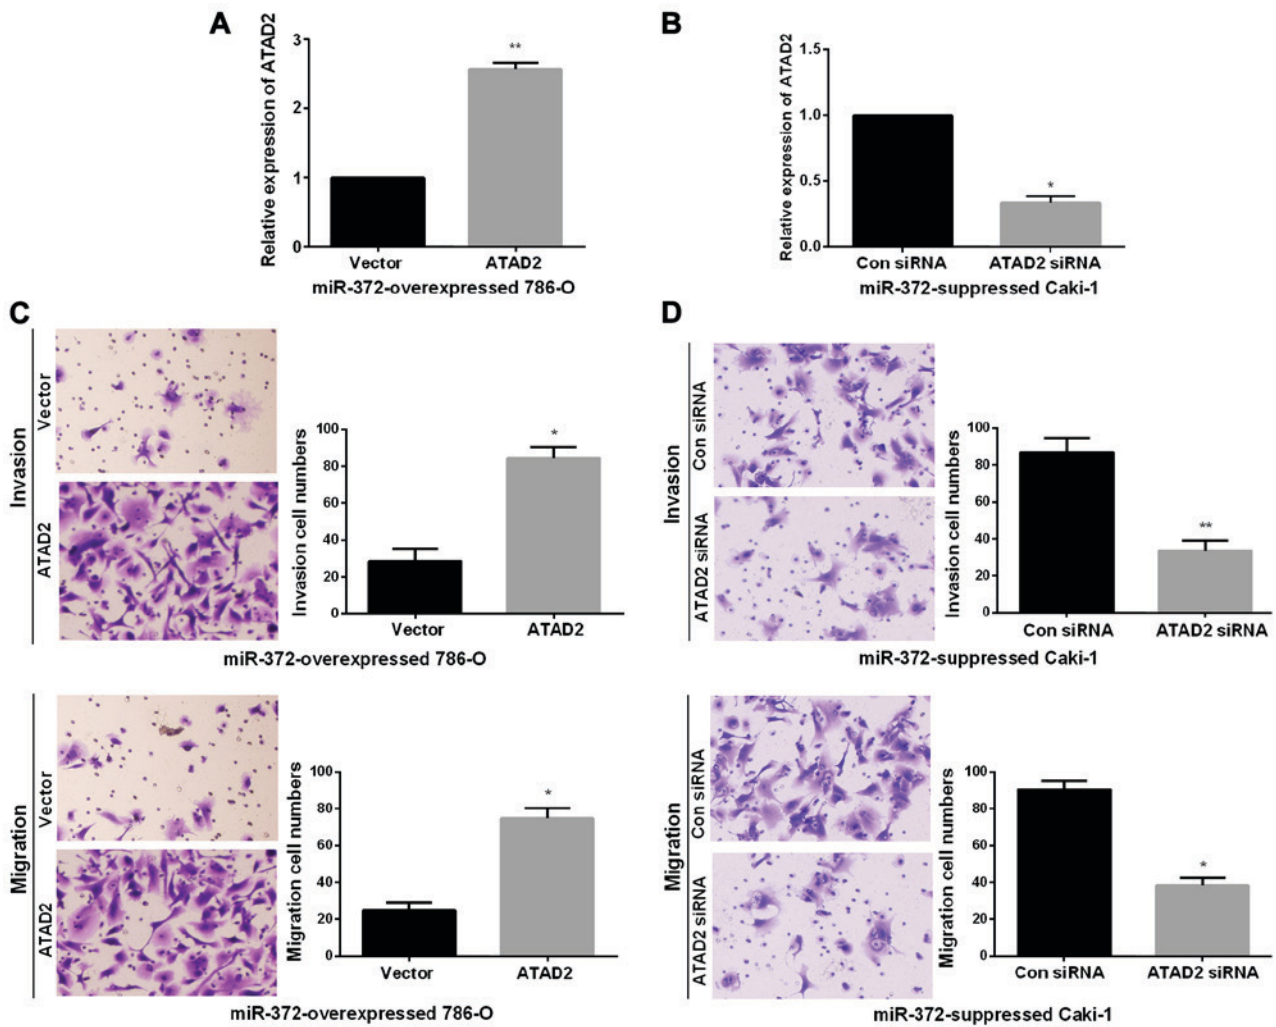 A
Relative expression of ATAD2
3
2
1
0
**
Vector
ATAD2
miR-372-overexpressed 786-O
B
Relative expression of ATAD2
1.5
1.0
0.5
0.0
*
Con siRNA
ATAD2 siRNA
miR-372-suppressed Caki-1
C
Invasion
Vector
ATAD2
Invasion cell numbers
100
80
60
40
20
0
*
Vector
ATAD2
miR-372-overexpressed 786-O
Migration
Vector
ATAD2
Migration cell numbers
100
80
60
40
20
0
*
Vector
ATAD2
miR-372-overexpressed 786-O
D
Invasion
Con siRNA
ATAD2 siRNA
Invasion cell numbers
100
80
60
40
20
0
**
Con siRNA
ATAD2 siRNA
miR-372-suppressed Caki-1
Migration
Con siRNA
ATAD2 siRNA
Migration cell numbers
100
80
60
40
20
0
*
Con siRNA
ATAD2 siRNA
miR-372-suppressed Caki-1